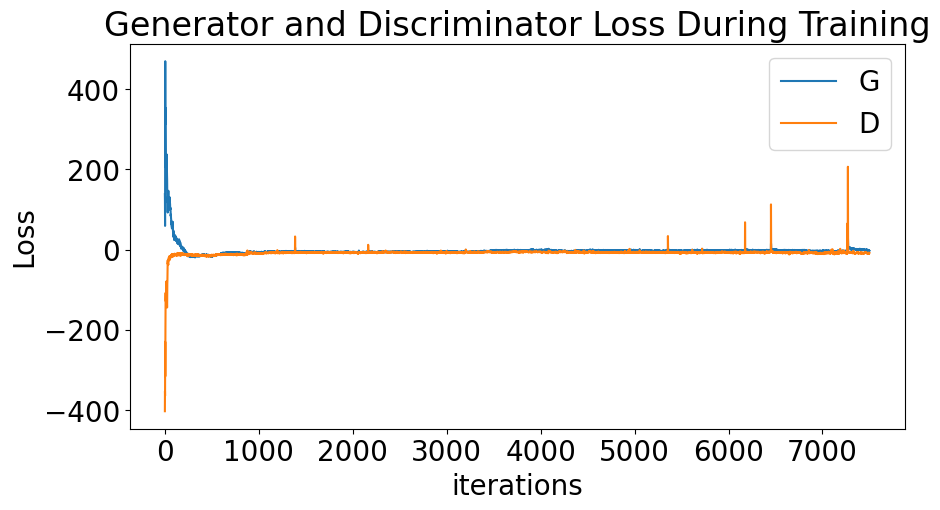 Generator and Discriminator Loss During Training
G
D
Loss
400
200
0
−200
−400
0 1000 2000 3000 4000 5000 6000 7000
iterations